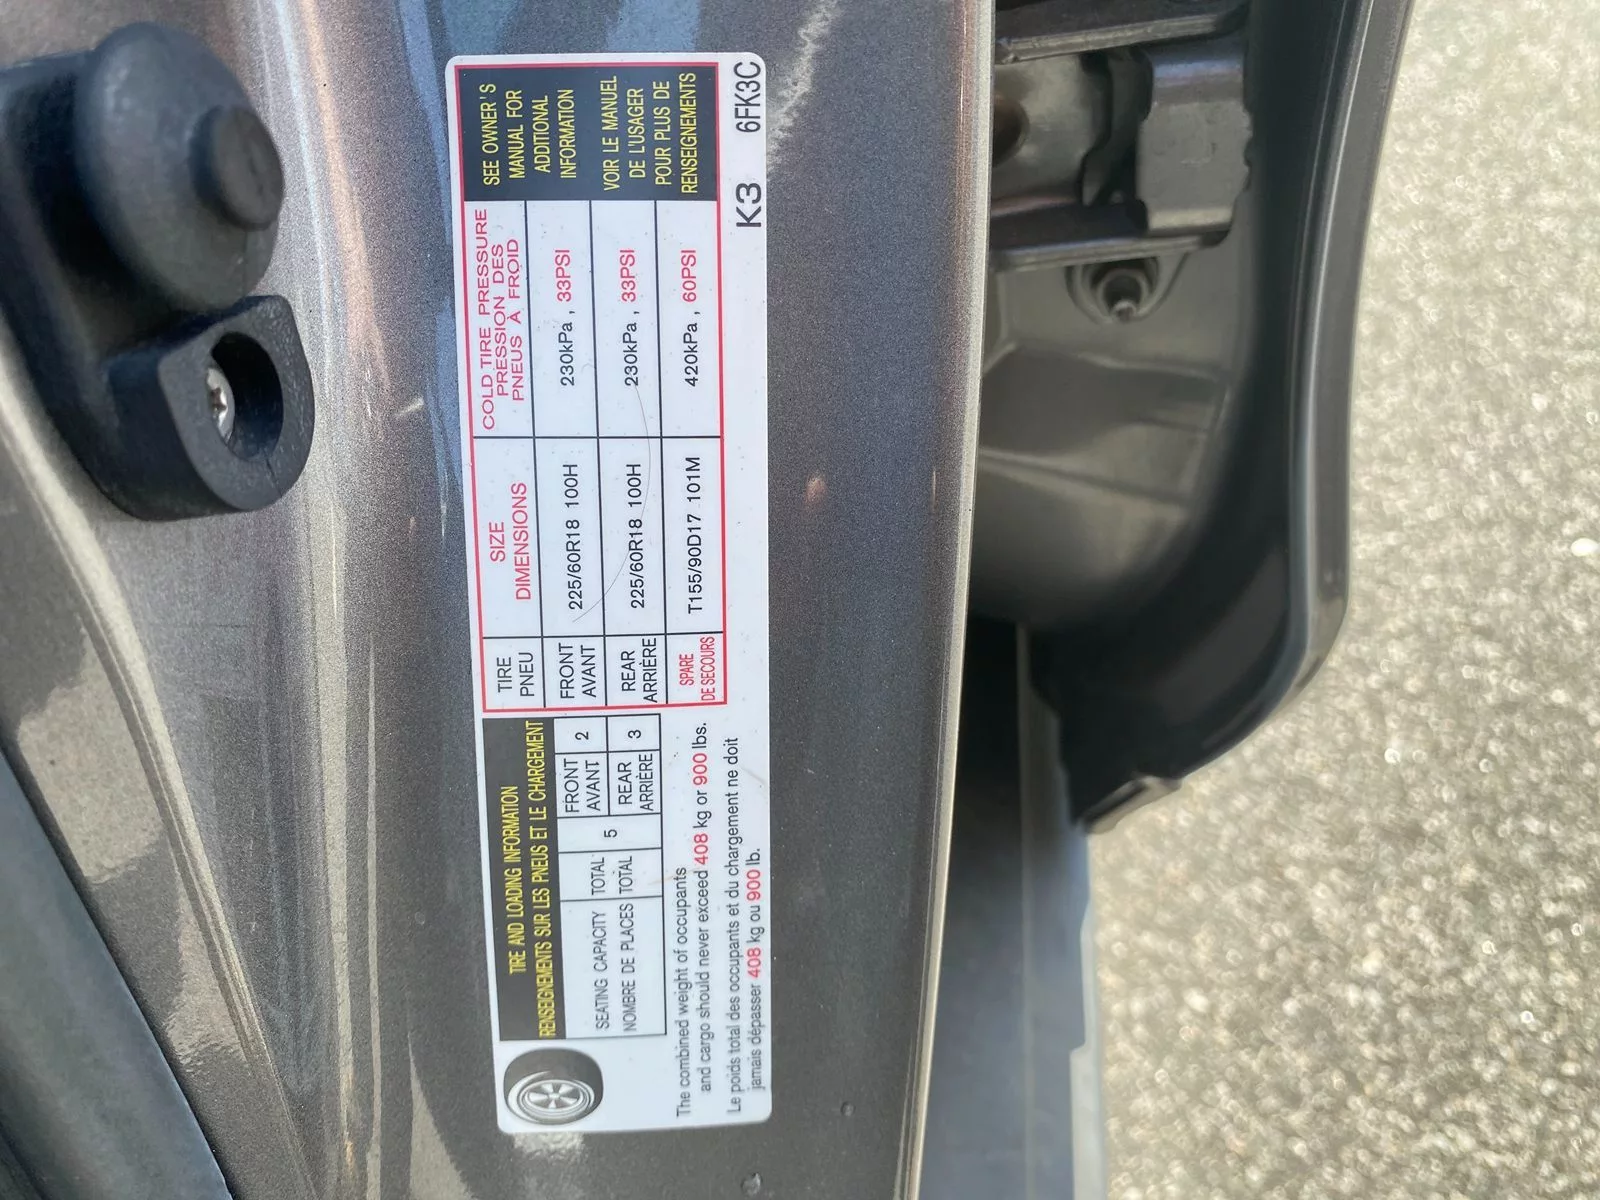 TIRE AND LOADING INFORMATION
RENSEIGNEMENTS SUR LES PNEUS ET LE CHARGEMENT
SEATING CAPACITY
NOMBRE DE PLACES
TOTAL
TOTAL
5
FRONT
AVANT
2
REAR
ARRIÈRE
3
The combined weight of occupants
and cargo should never exceed 408 kg or 900 lbs.
Le poids total des occupants et du chargement ne doit
jamais dépasser 408 kg ou 900 lb.
TIRE
PNEU
SIZE
DIMENSIONS
COLD TIRE PRESSURE
PRESSION DES
PNEUS À FROID
FRONT
AVANT
225/60R18 100H
230kPa , 33PSI
REAR
ARRIÈRE
225/60R18 100H
230kPa , 33PSI
SPARE
DE SECOURS
T155/90D17 101M
420kPa , 60PSI
SEE OWNER'S
MANUAL FOR
ADDITIONAL
INFORMATION
VOIR LE MANUEL
DE L'USAGER
POUR PLUS DE
RENSEIGNEMENTS
K3 6FK3C